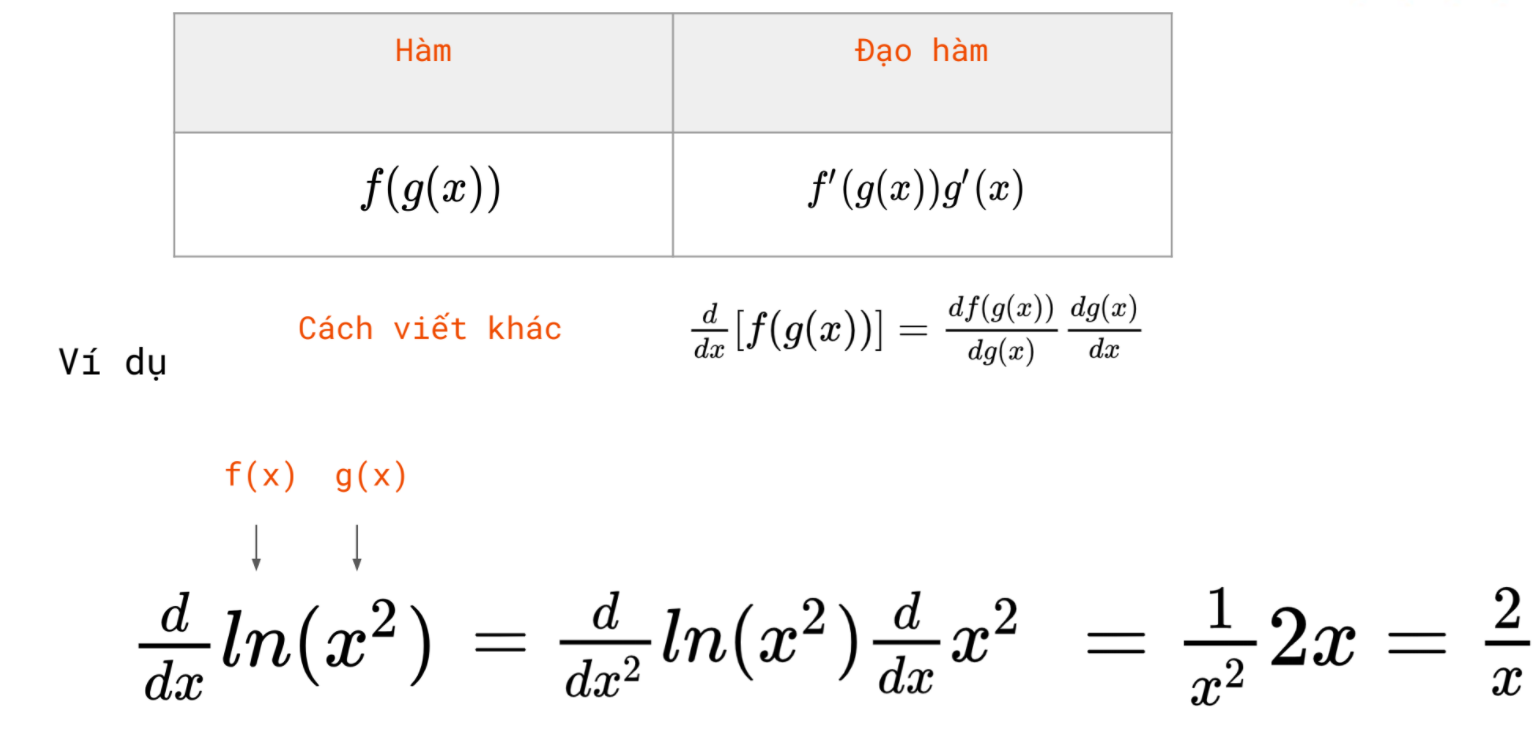 Hàm Đạo hàm
f(g(x)) f′(g(x))g′(x)
Cách viết khác d/dx [f(g(x))] = df(g(x))/dg(x) dg(x)/dx
Ví dụ
f(x) g(x)
d/dx ln(x²) = d/dx² ln(x²) d/dx x² = 1/x² 2x = 2/x